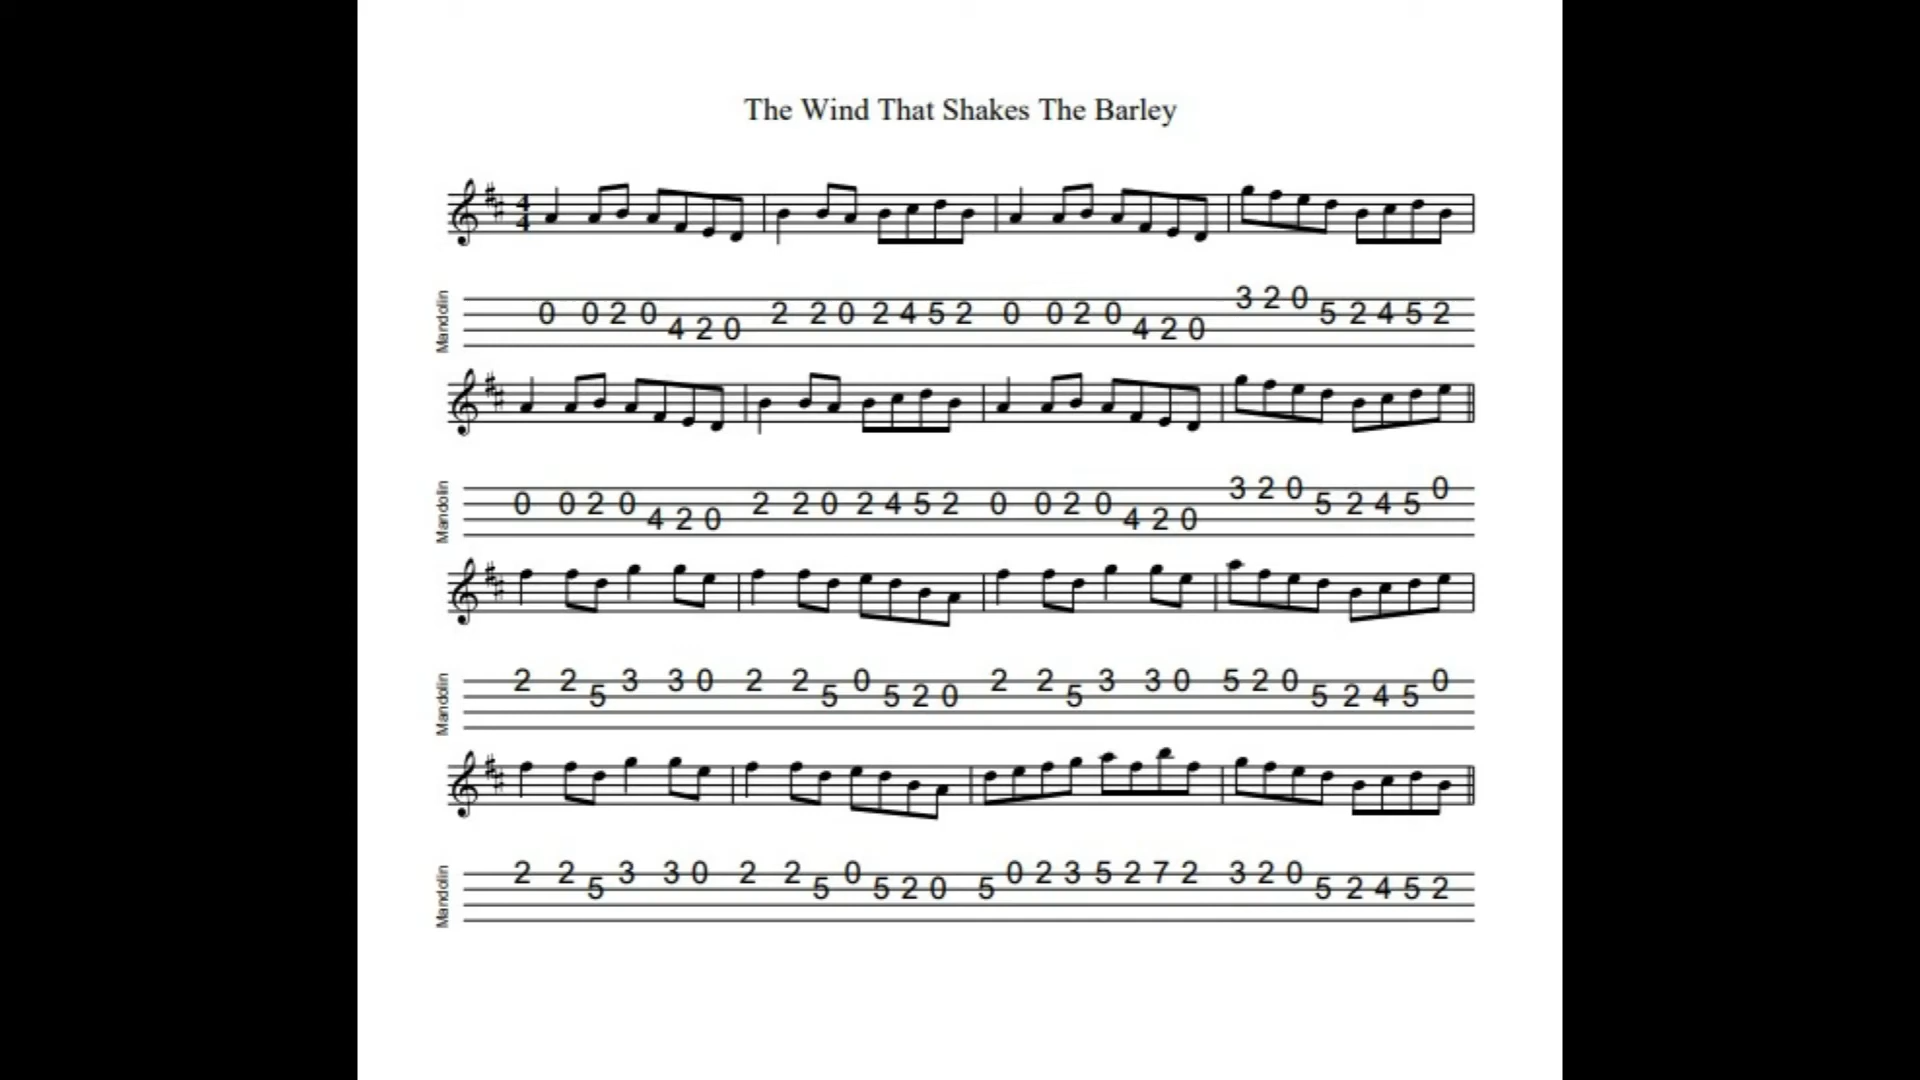 The Wind That Shakes The Barley
4
4
Mandolin
0 0 2 0 4 2 0 2 2 0 2 4 5 2 0 0 2 0 4 2 0 3 2 0 5 2 4 5 2
Mandolin
0 0 2 0 4 2 0 2 2 0 2 4 5 2 0 0 2 0 4 2 0 3 2 0 5 2 4 5 0
Mandolin
2 2 5 3 3 0 2 2 5 0 5 2 0 2 2 5 3 3 0 5 2 0 5 2 4 5 0
Mandolin
2 2 5 3 3 0 2 2 5 0 5 2 0 5 0 2 3 5 2 7 2 3 2 0 5 2 4 5 2